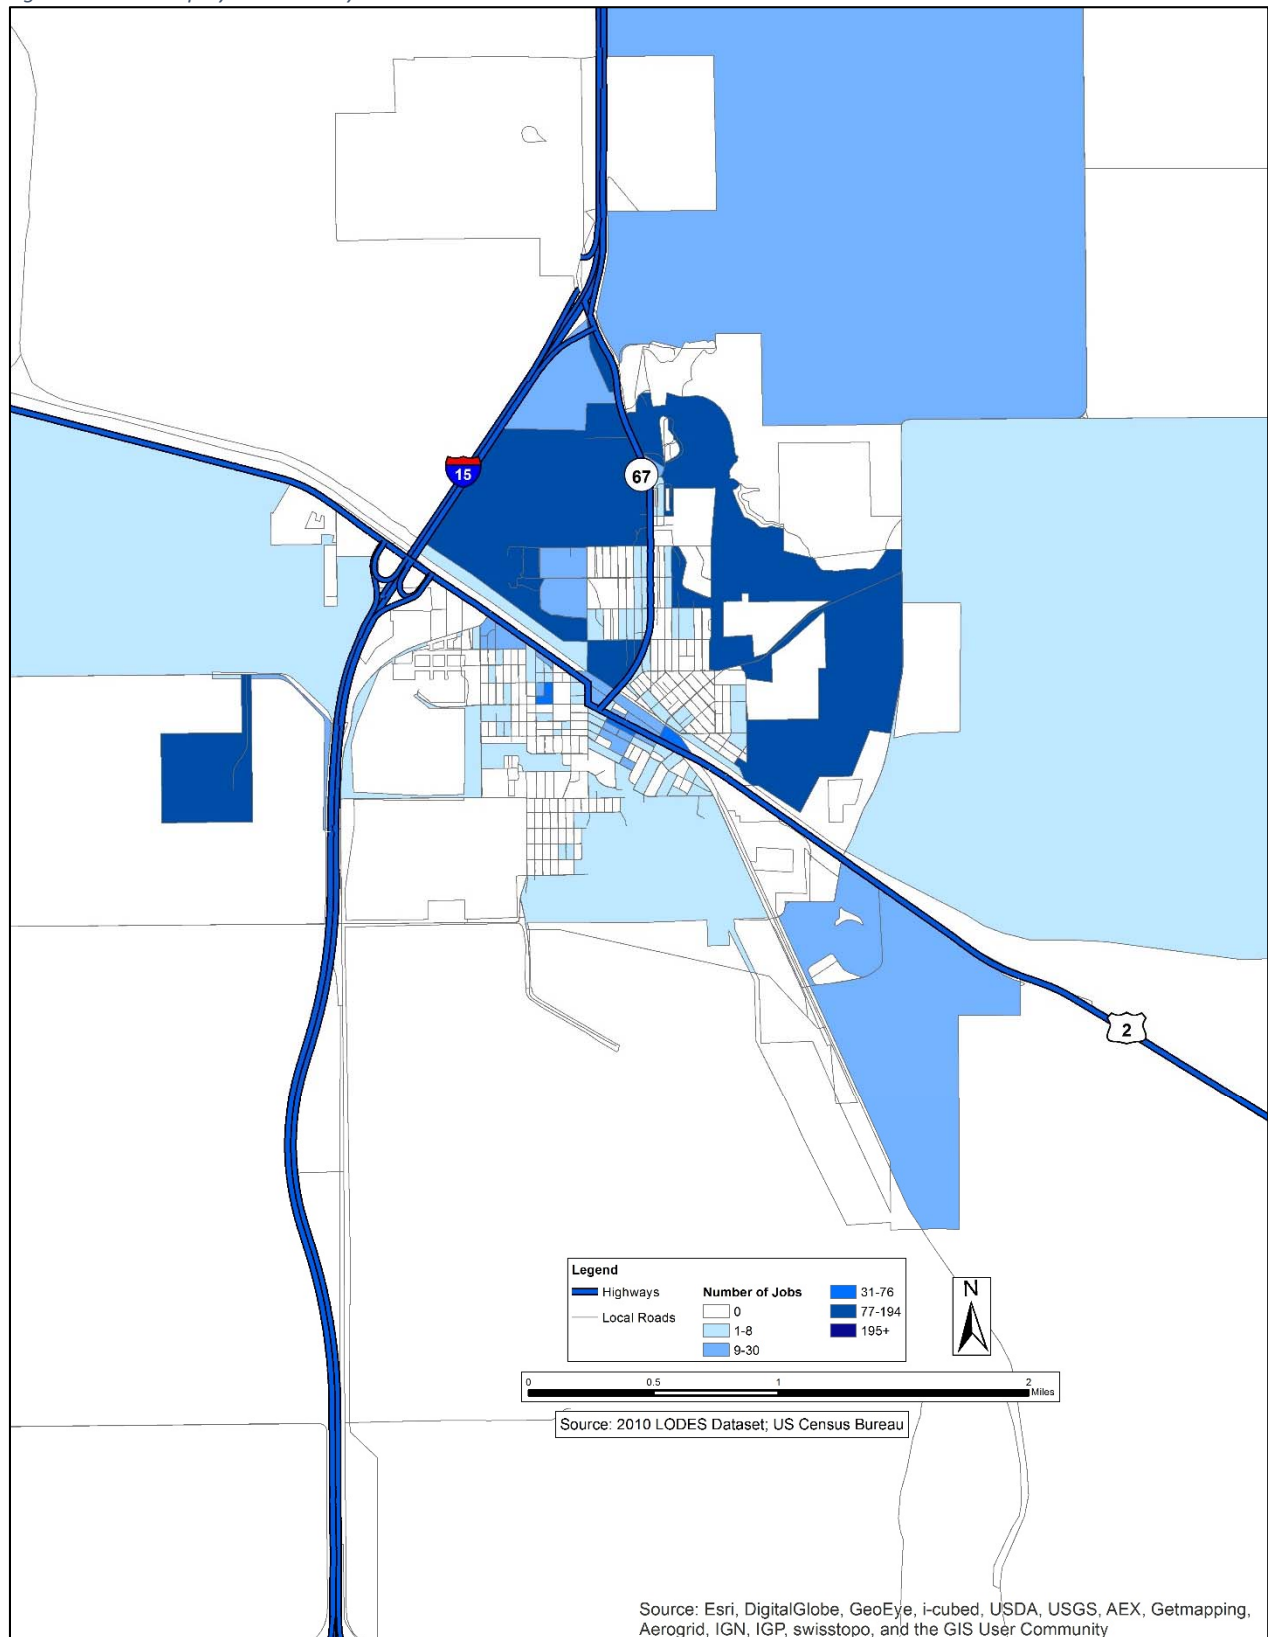 15
67
2
Legend
Highways
Local Roads
Number of Jobs
0
1-8
9-30
31-76
77-194
195+
N
0 0.5 1 2
Miles
Source: 2010 LODES Dataset; US Census Bureau
Source: Esri, DigitalGlobe, GeoEye, i-cubed, USDA, USGS, AEX, Getmapping,
Aerogrid, IGN, IGP, swisstopo, and the GIS User Community